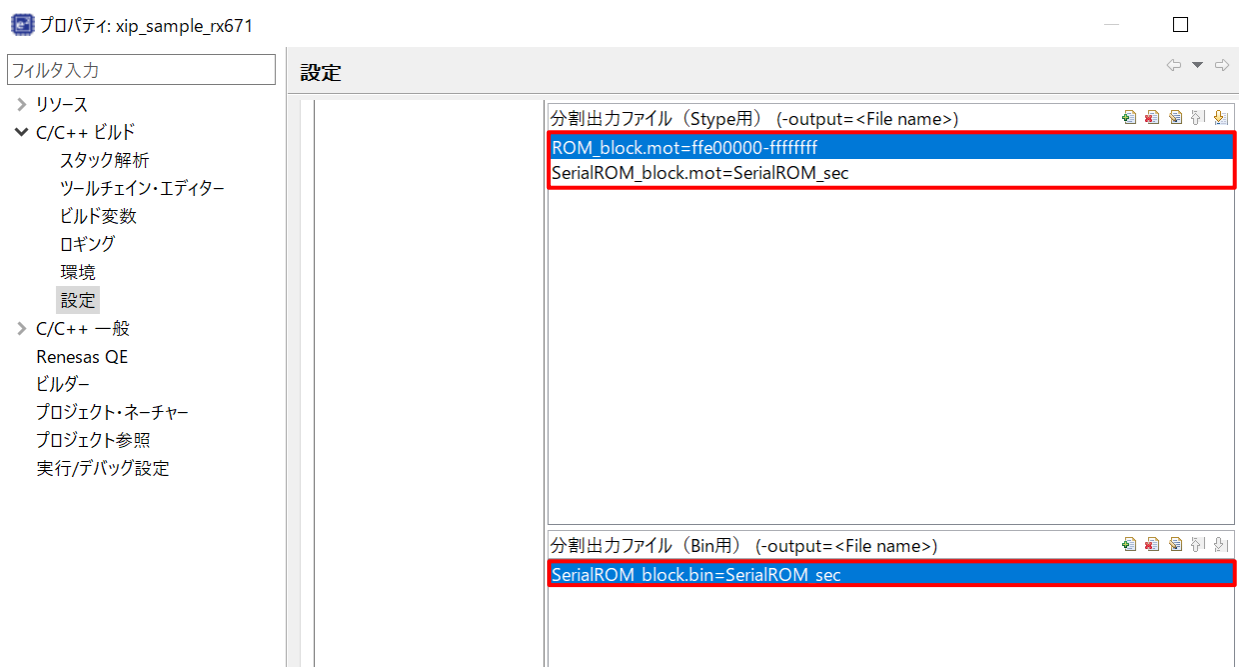 プロパティ: xip_sample_rx671
フィルタ入力
リソース
C/C++ ビルド
スタック解析
ツールチェイン・エディター
ビルド変数
ロギング
環境
設定
C/C++ 一般
Renesas QE
ビルダー
プロジェクト・ネーチャー
プロジェクト参照
実行/デバッグ設定
設定
分割出力ファイル（Stype用） (-output=<File name>)
ROM_block.mot=ffe00000-ffffffff
SerialROM_block.mot=SerialROM_sec
分割出力ファイル（Bin用） (-output=<File name>)
SerialROM_block.bin=SerialROM_sec